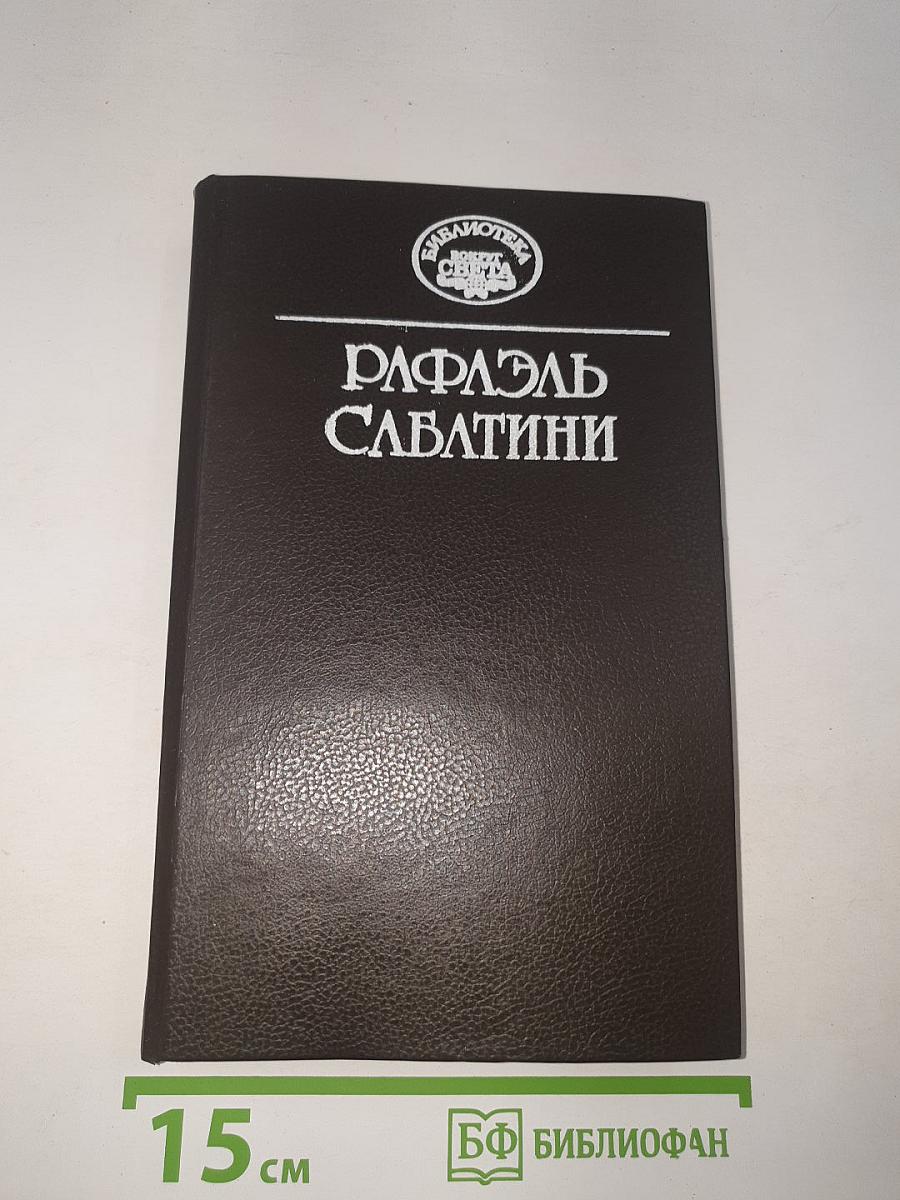 БИБЛИОТЕКА
ВОКРУГ
СВЕТА
РАФАЭЛЬ
САБАТИНИ
15 см
БФ БИБЛИОФАН